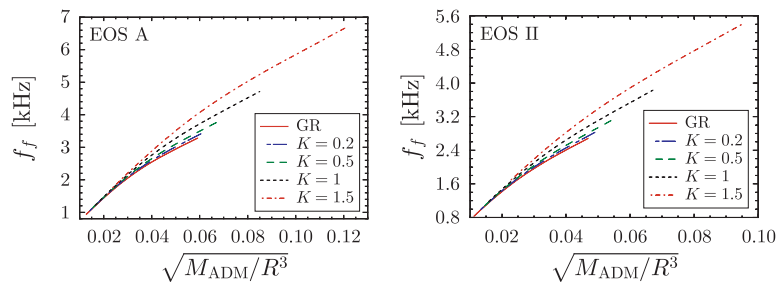 EOS A
f_f [kHz]
7
6
5
4
3
2
1
GR
K = 0.2
K = 0.5
K = 1
K = 1.5
0.02 0.04 0.06 0.08 0.10 0.12
√M_ADM/R³
EOS II
f_f [kHz]
5.6
4.8
4.0
3.2
2.4
1.6
0.8
GR
K = 0.2
K = 0.5
K = 1
K = 1.5
0.02 0.04 0.06 0.08 0.10
√M_ADM/R³